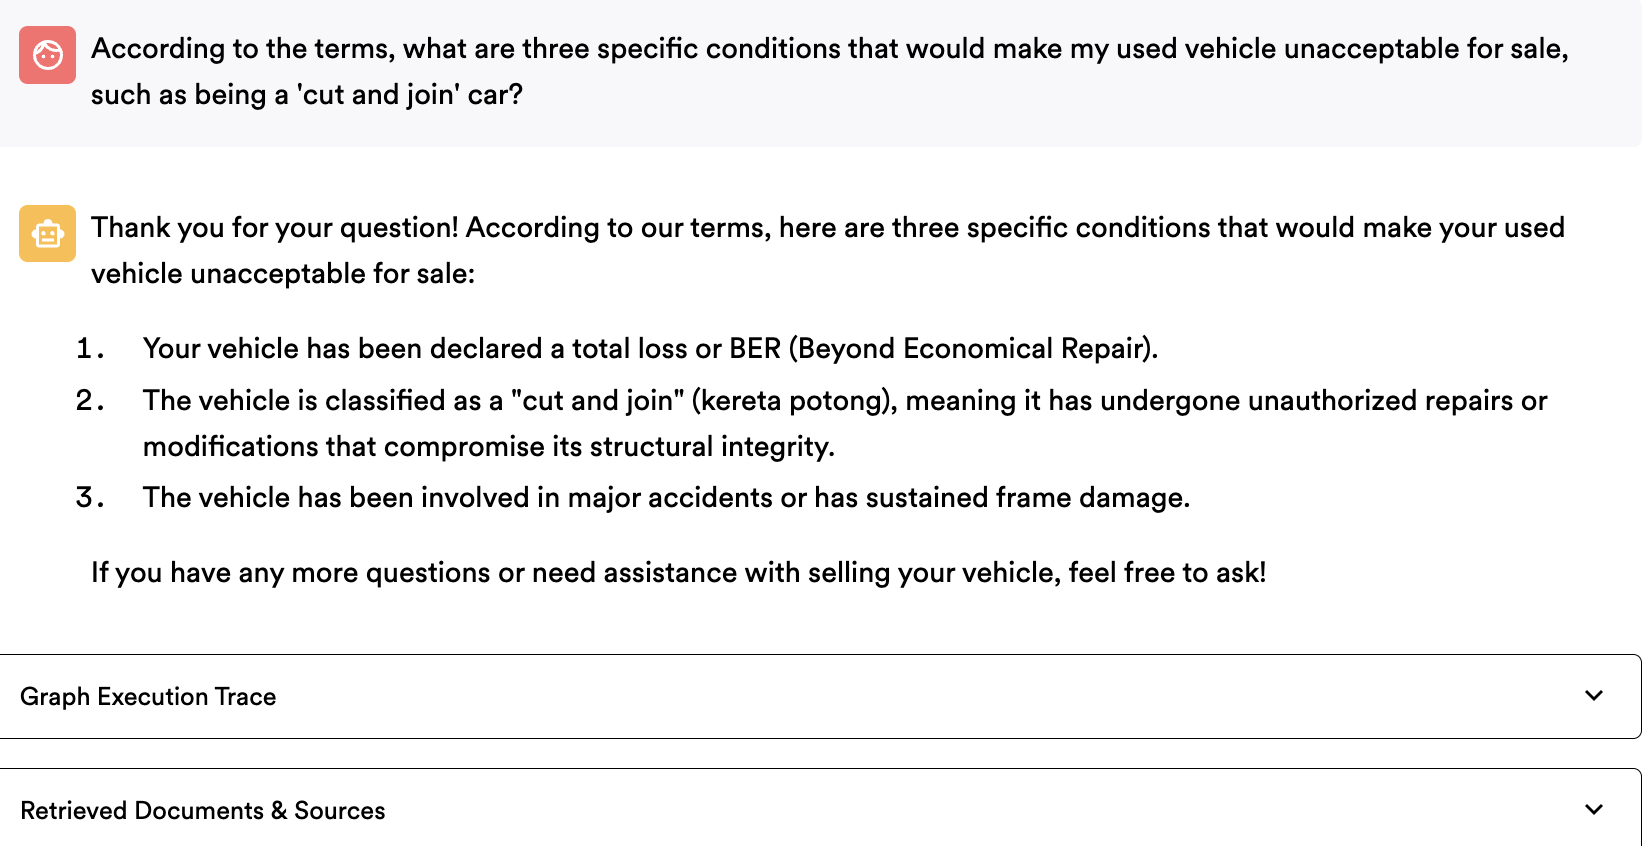 According to the terms, what are three specific conditions that would make my used vehicle unacceptable for sale,
such as being a 'cut and join' car?
Thank you for your question! According to our terms, here are three specific conditions that would make your used
vehicle unacceptable for sale:
1. Your vehicle has been declared a total loss or BER (Beyond Economical Repair).
2. The vehicle is classified as a "cut and join" (kereta potong), meaning it has undergone unauthorized repairs or
modifications that compromise its structural integrity.
3. The vehicle has been involved in major accidents or has sustained frame damage.
If you have any more questions or need assistance with selling your vehicle, feel free to ask!
Graph Execution Trace
Retrieved Documents & Sources